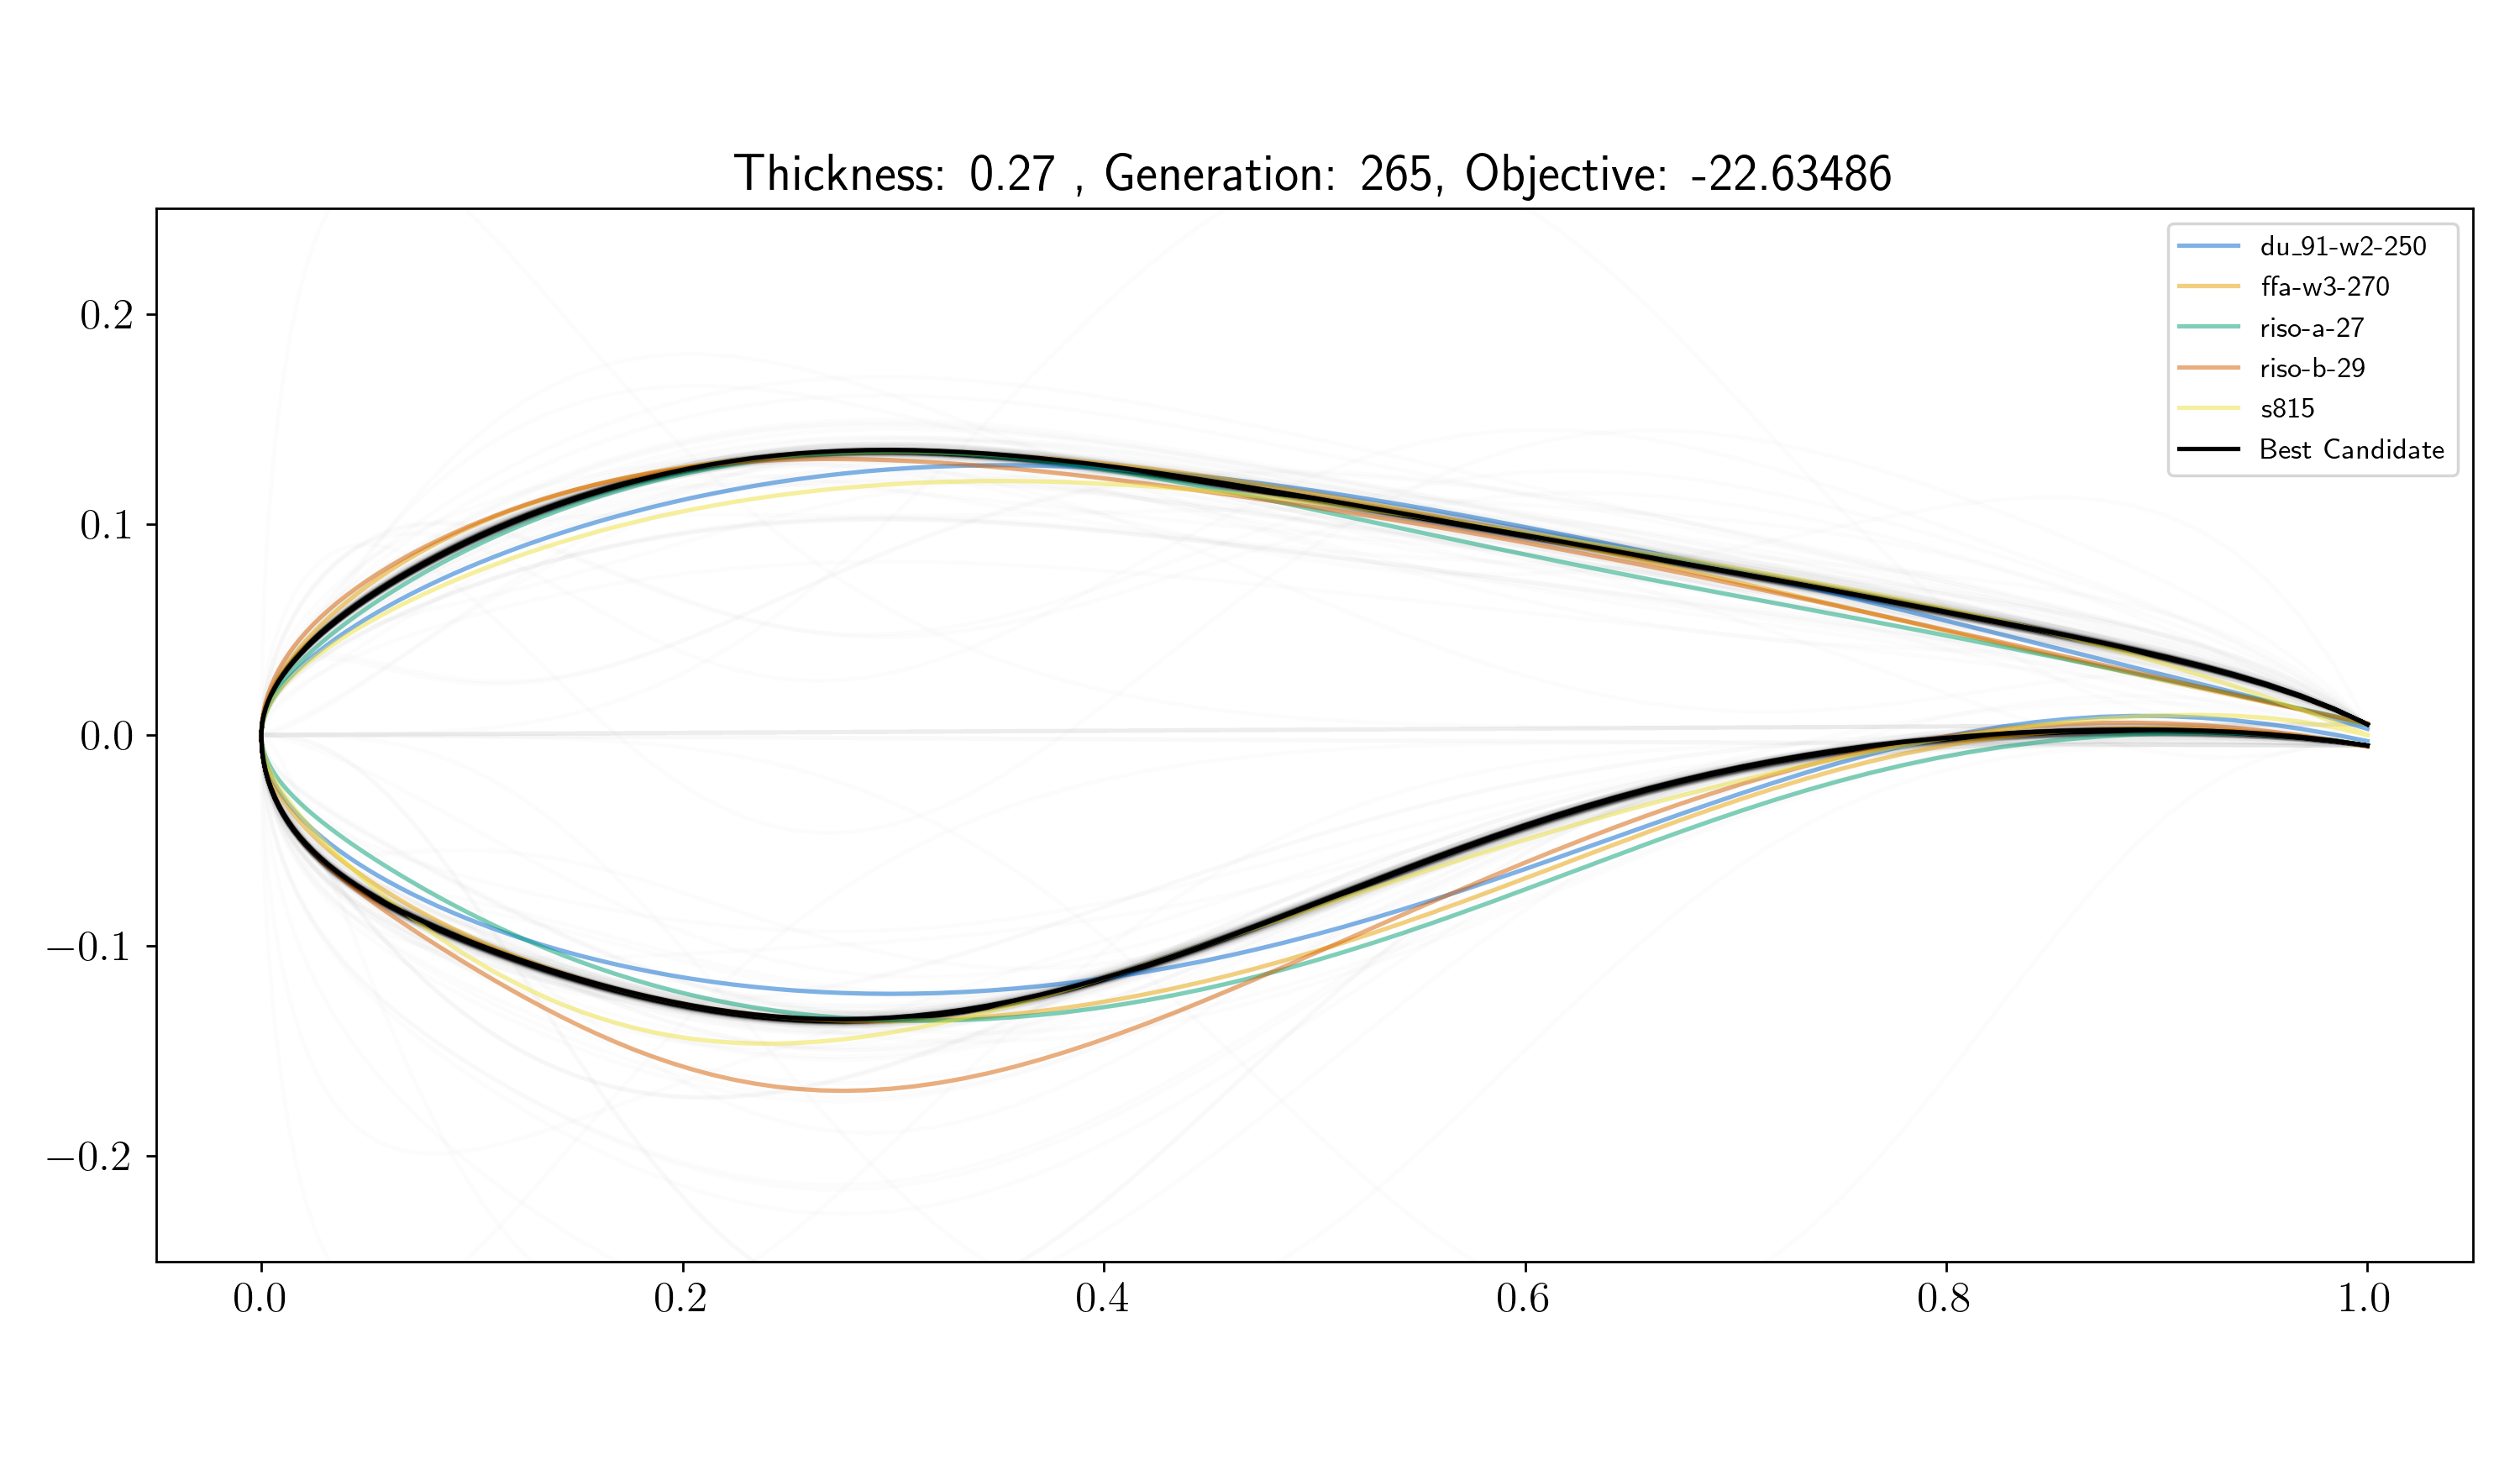 Thickness: 0.27 , Generation: 265, Objective: -22.63486
du_91-w2-250
ffa-w3-270
riso-a-27
riso-b-29
s815
Best Candidate
0.2
0.1
0.0
−0.1
−0.2
0.0 0.2 0.4 0.6 0.8 1.0